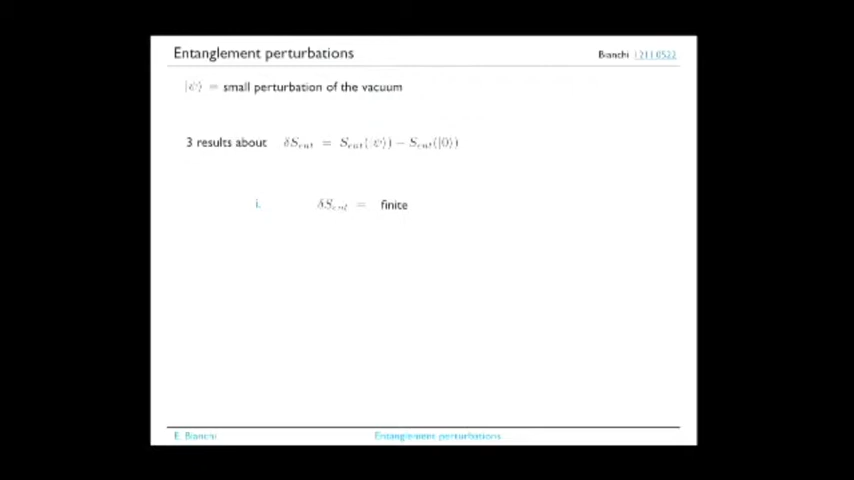 Entanglement perturbations Bianchi 1211.0522
|ψ⟩ = small perturbation of the vacuum
3 results about δS_ent = S_ent(|ψ⟩) − S_ent(|0⟩)
i. δS_ent = finite
E. Bianchi Entanglement perturbations